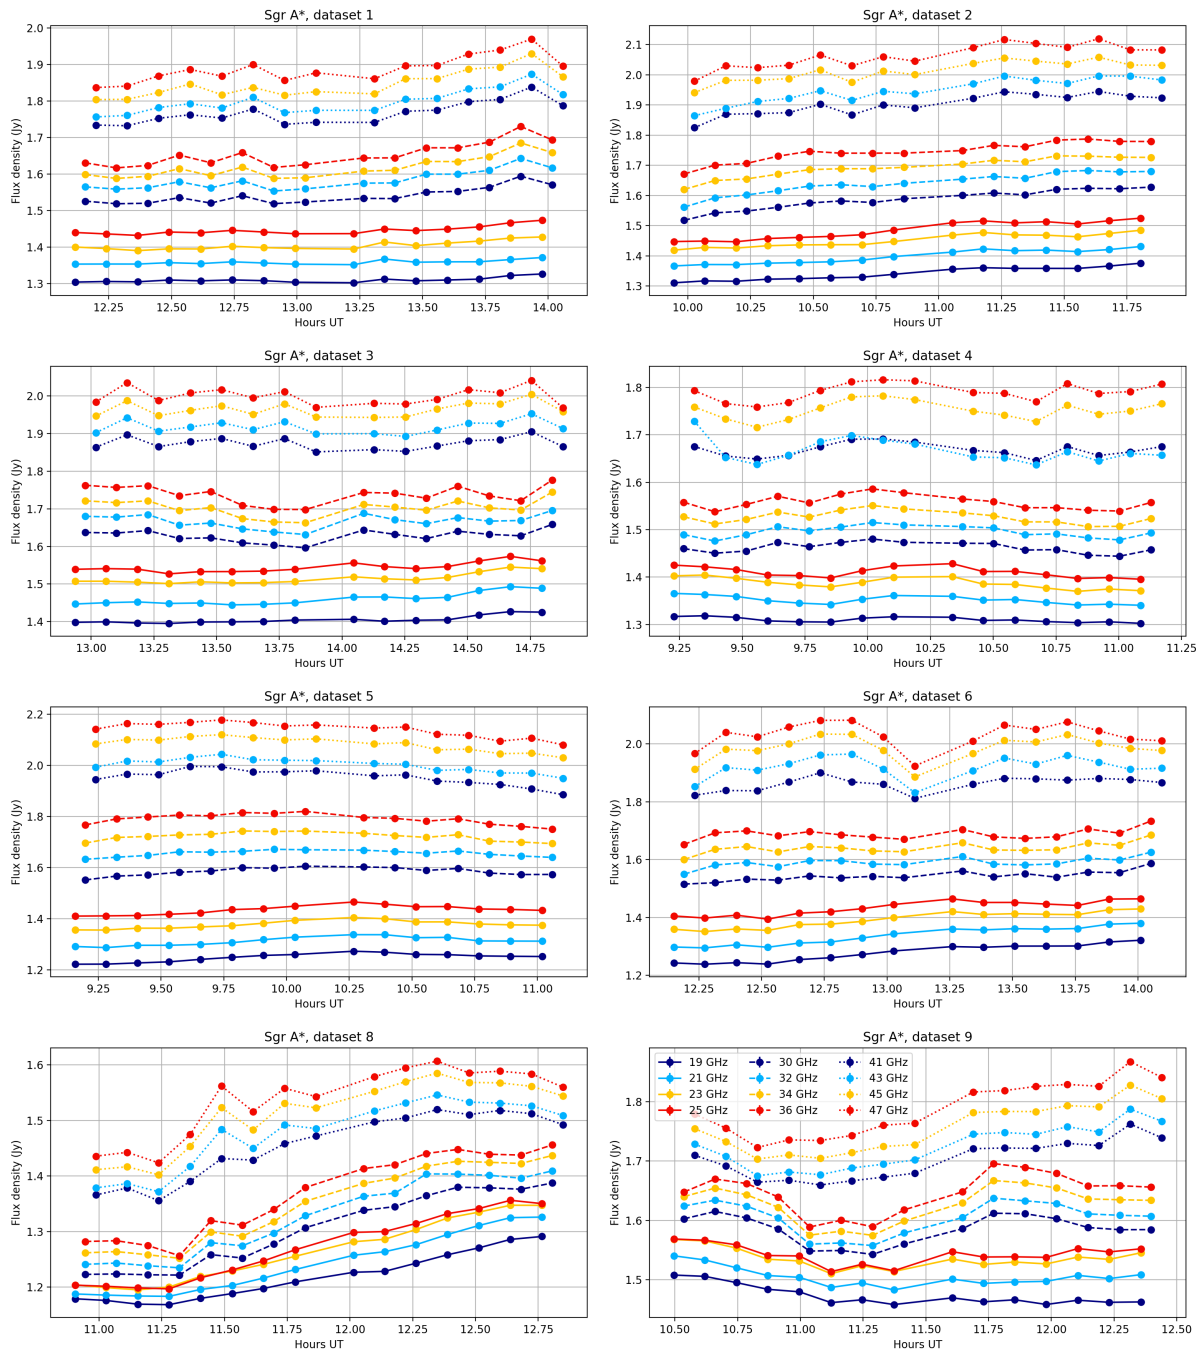 Sgr A*, dataset 1
2.0
1.9
1.8
1.7
1.6
1.5
1.4
1.3
Flux density (Jy)
12.25 12.50 12.75 13.00 13.25 13.50 13.75 14.00
Hours UT
Sgr A*, dataset 2
2.1
2.0
1.9
1.8
1.7
1.6
1.5
1.4
1.3
Flux density (Jy)
10.00 10.25 10.50 10.75 11.00 11.25 11.50 11.75
Hours UT
Sgr A*, dataset 3
2.0
1.9
1.8
1.7
1.6
1.5
1.4
Flux density (Jy)
13.00 13.25 13.50 13.75 14.00 14.25 14.50 14.75
Hours UT
Sgr A*, dataset 4
1.8
1.7
1.6
1.5
1.4
1.3
Flux density (Jy)
9.25 9.50 9.75 10.00 10.25 10.50 10.75 11.00 11.25
Hours UT
Sgr A*, dataset 5
2.2
2.0
1.8
1.6
1.4
1.2
Flux density (Jy)
9.25 9.50 9.75 10.00 10.25 10.50 10.75 11.00
Hours UT
Sgr A*, dataset 6
2.0
1.8
1.6
1.4
1.2
Flux density (Jy)
12.25 12.50 12.75 13.00 13.25 13.50 13.75 14.00
Hours UT
Sgr A*, dataset 8
1.6
1.5
1.4
1.3
1.2
Flux density (Jy)
11.00 11.25 11.50 11.75 12.00 12.25 12.50 12.75
Hours UT
Sgr A*, dataset 9
19 GHz 30 GHz 41 GHz
21 GHz 32 GHz 43 GHz
23 GHz 34 GHz 45 GHz
25 GHz 36 GHz 47 GHz
1.8
1.7
1.6
1.5
Flux density (Jy)
10.50 10.75 11.00 11.25 11.50 11.75 12.00 12.25 12.50
Hours UT